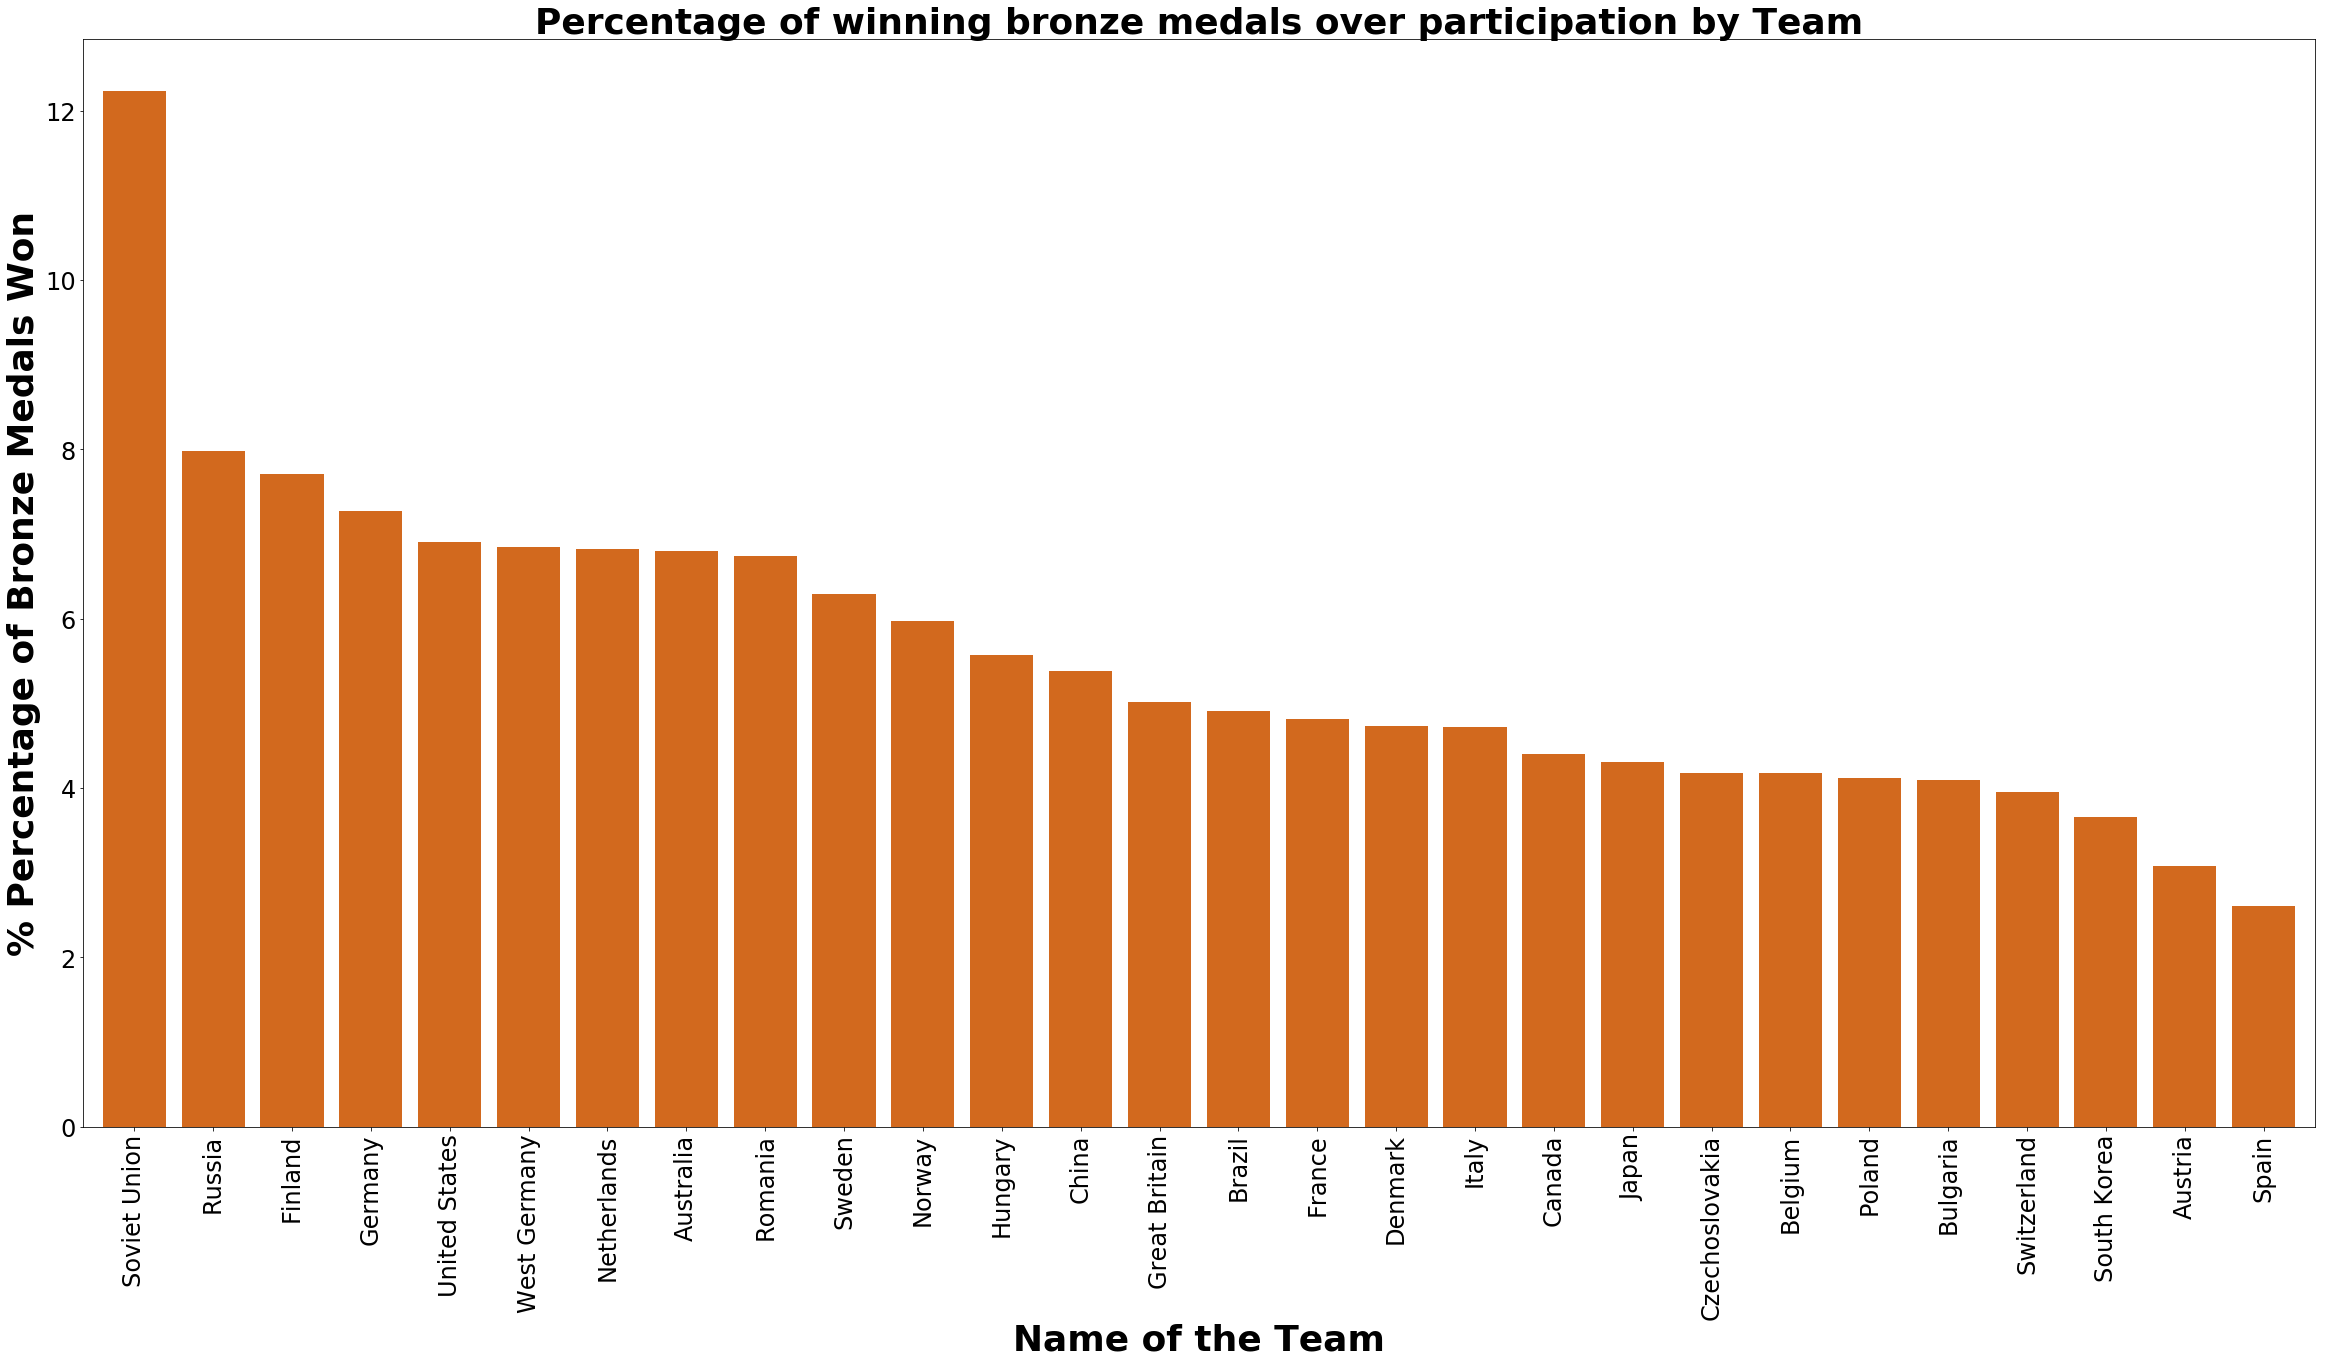 Percentage of winning bronze medals over participation by Team
% Percentage of Bronze Medals Won
12
10
8
6
4
2
0
Soviet Union
Russia
Finland
Germany
United States
West Germany
Netherlands
Australia
Romania
Sweden
Norway
Hungary
China
Great Britain
Brazil
France
Denmark
Italy
Canada
Japan
Czechoslovakia
Belgium
Poland
Bulgaria
Switzerland
South Korea
Austria
Spain
Name of the Team